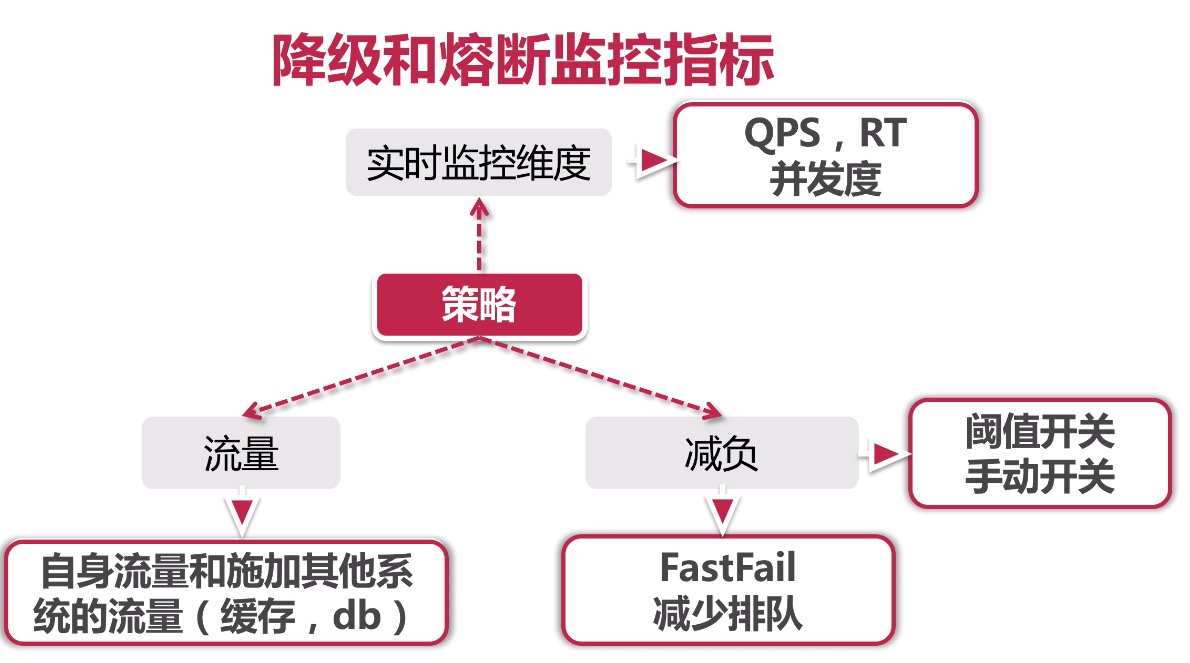 降级和熔断监控指标
实时监控维度
QPS，RT
并发度
策略
流量
减负
阈值开关
手动开关
自身流量和施加其他系
统的流量（缓存，db）
FastFail
减少排队